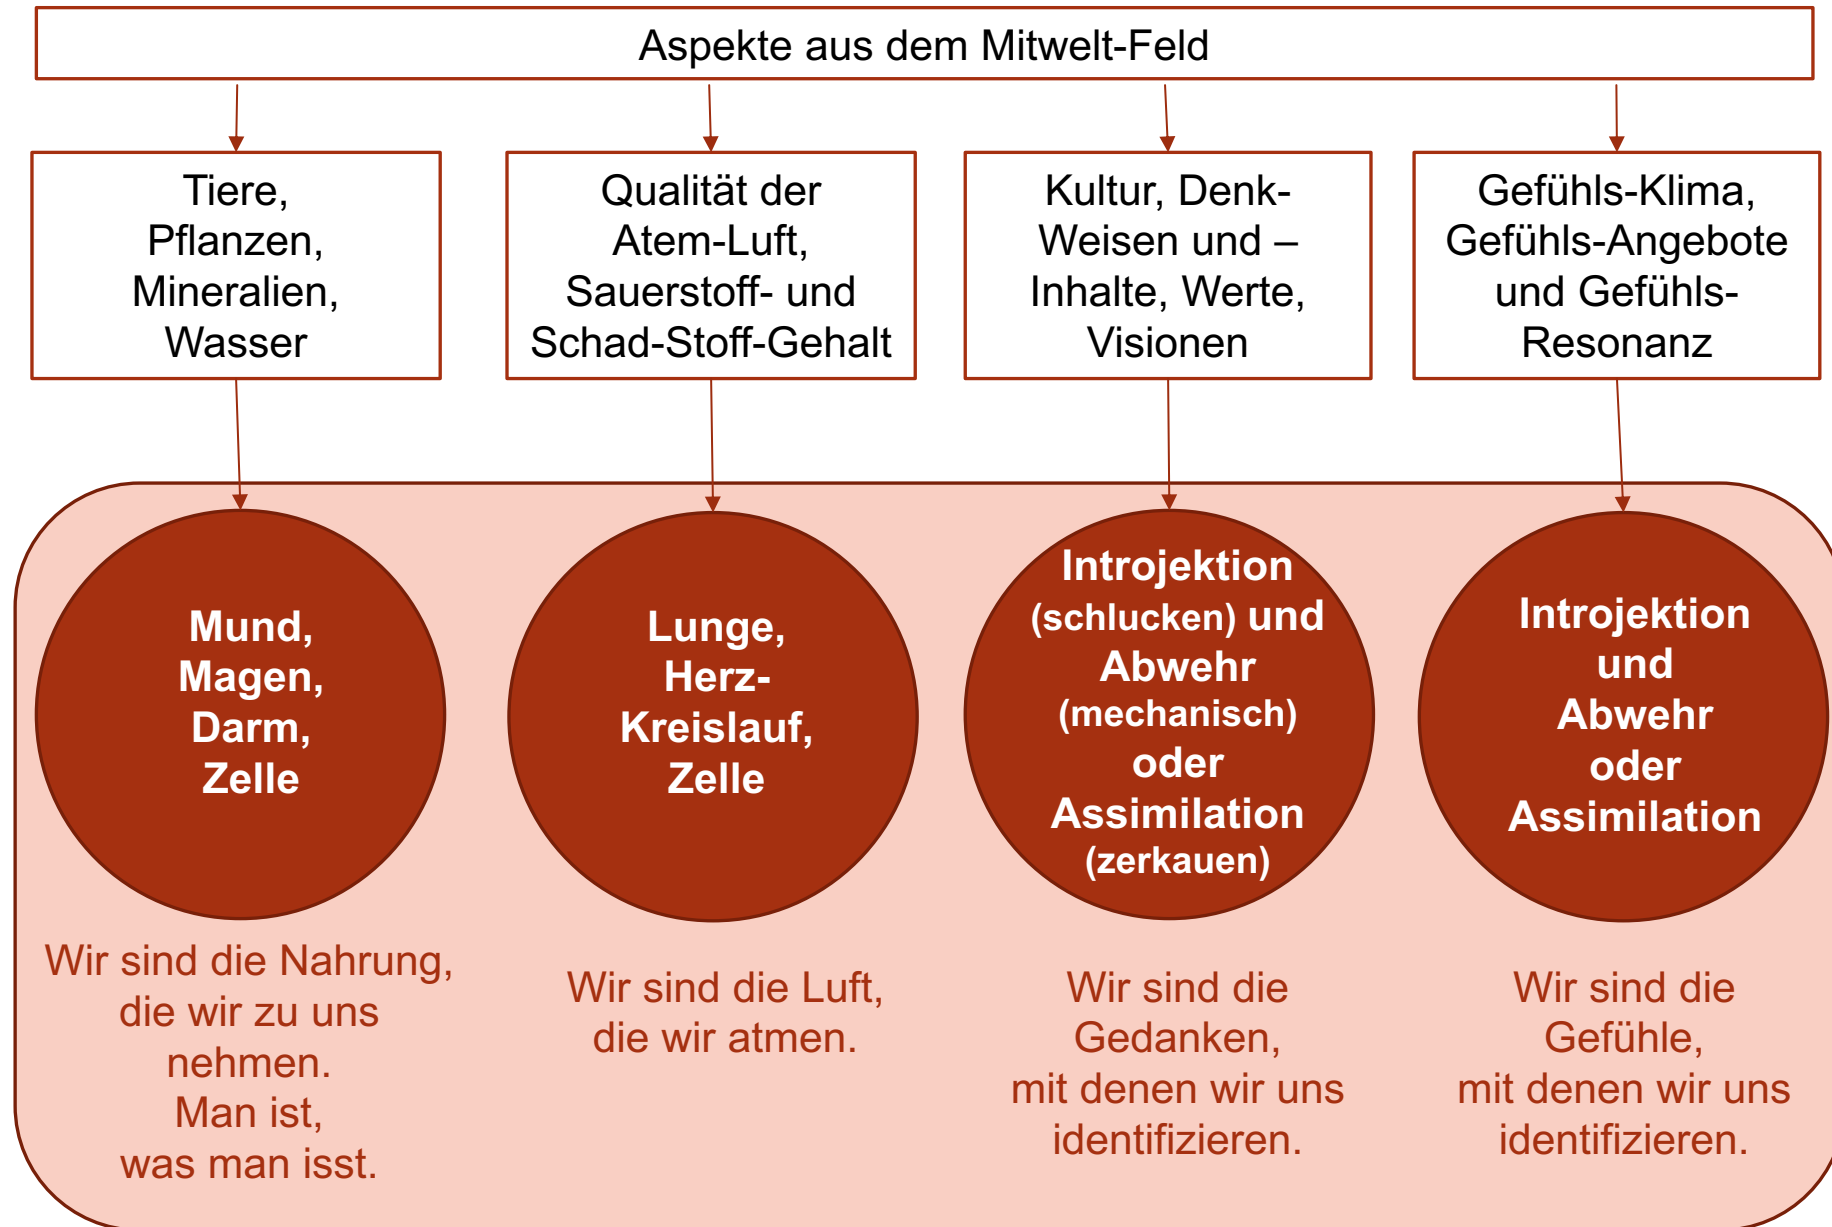 Aspekte aus dem Mitwelt-Feld
Tiere,
Pflanzen,
Mineralien,
Wasser
Qualität der
Atem-Luft,
Sauerstoff- und
Schad-Stoff-Gehalt
Kultur, Denk-
Weisen und –
Inhalte, Werte,
Visionen
Gefühls-Klima,
Gefühls-Angebote
und Gefühls-
Resonanz
Mund,
Magen,
Darm,
Zelle
Lunge,
Herz-
Kreislauf,
Zelle
Introjektion
(schlucken) und
Abwehr
(mechanisch)
oder
Assimilation
(zerkauen)
Introjektion
und
Abwehr
oder
Assimilation
Wir sind die Nahrung,
die wir zu uns
nehmen.
Man ist,
was man isst.
Wir sind die Luft,
die wir atmen.
Wir sind die
Gedanken,
mit denen wir uns
identifizieren.
Wir sind die
Gefühle,
mit denen wir uns
identifizieren.